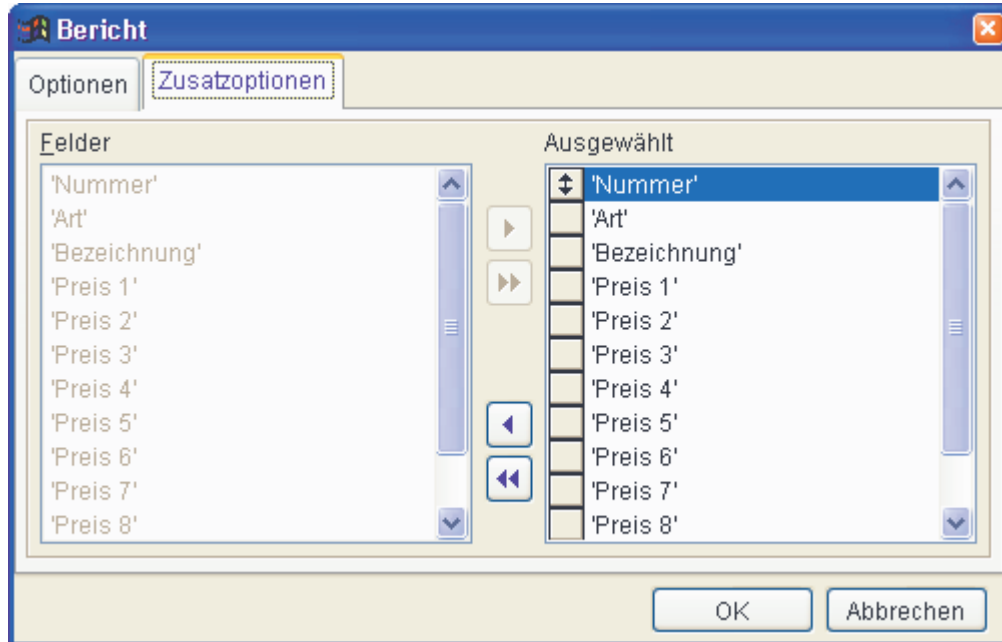 Bericht
Optionen
Zusatzoptionen
Felder
'Nummer'
'Art'
'Bezeichnung'
'Preis 1'
'Preis 2'
'Preis 3'
'Preis 4'
'Preis 5'
'Preis 6'
'Preis 7'
'Preis 8'
Ausgewählt
'Nummer'
'Art'
'Bezeichnung'
'Preis 1'
'Preis 2'
'Preis 3'
'Preis 4'
'Preis 5'
'Preis 6'
'Preis 7'
'Preis 8'
OK
Abbrechen